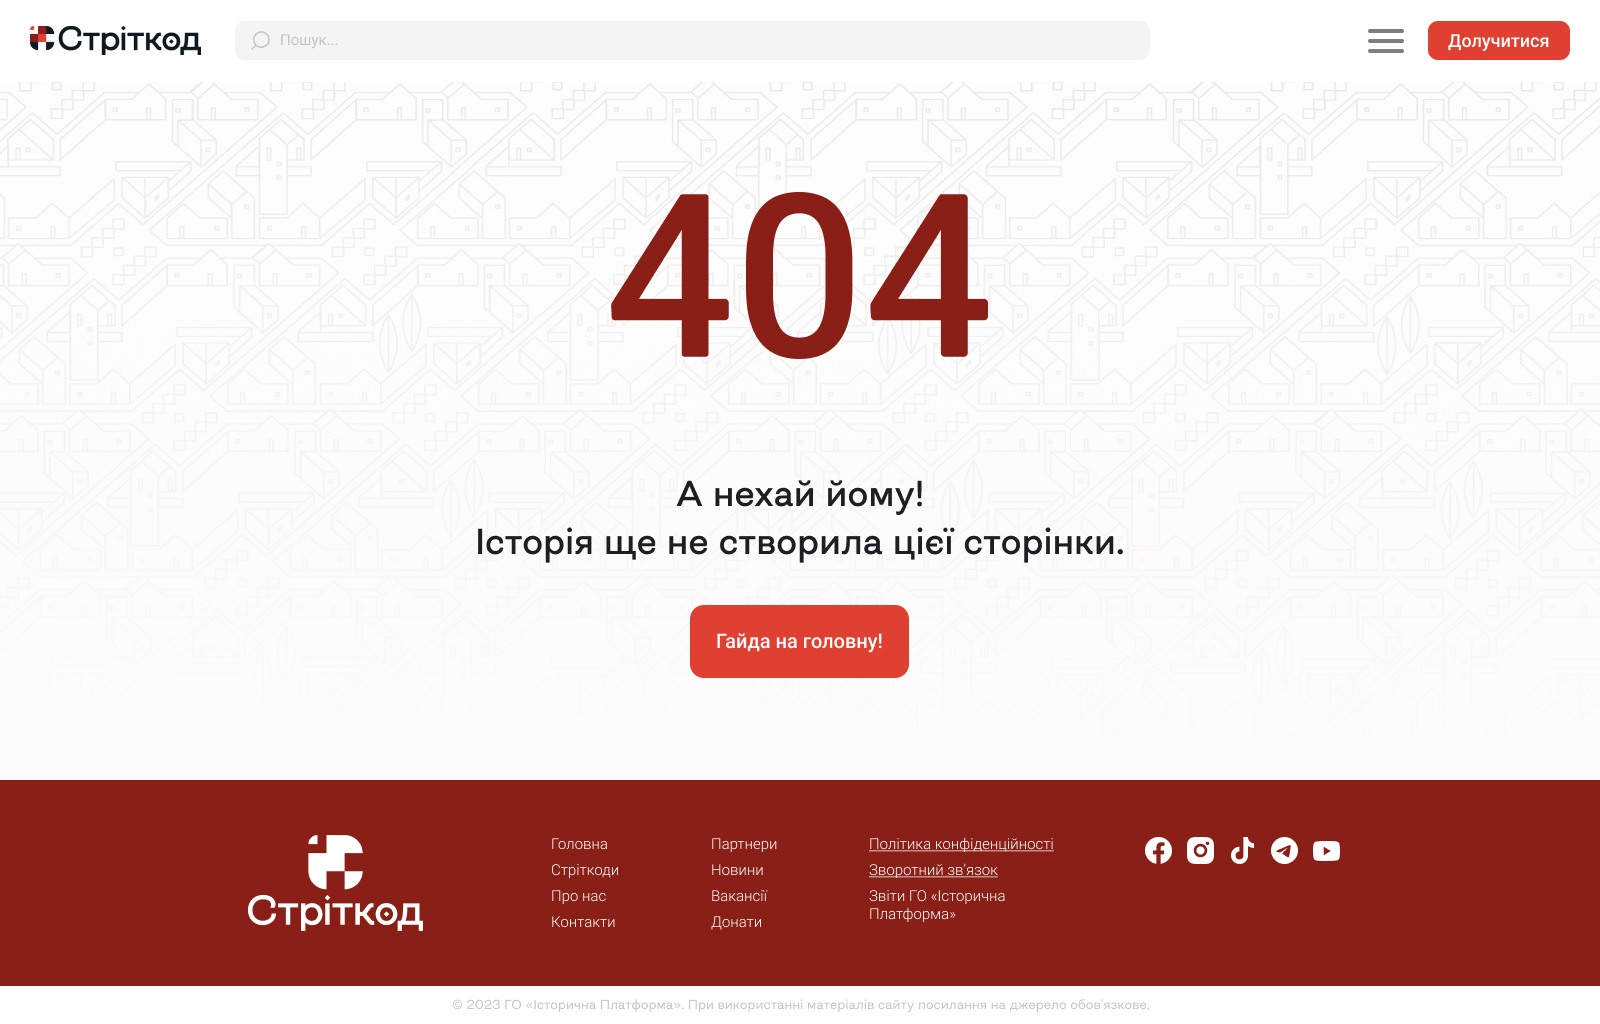 Стріткод
Пошук...
Долучитися
404
А нехай йому!
Історія ще не створила цієї сторінки.
Гайда на головну!
Стріткод
Головна
Стріткоди
Про нас
Контакти
Партнери
Новини
Вакансії
Донати
Політика конфіденційності
Зворотний зв'язок
Звіти ГО «Історична
Платформа»
© 2023 ГО «Історична Платформа». При використанні матеріалів сайту посилання на джерело обов'язкове.